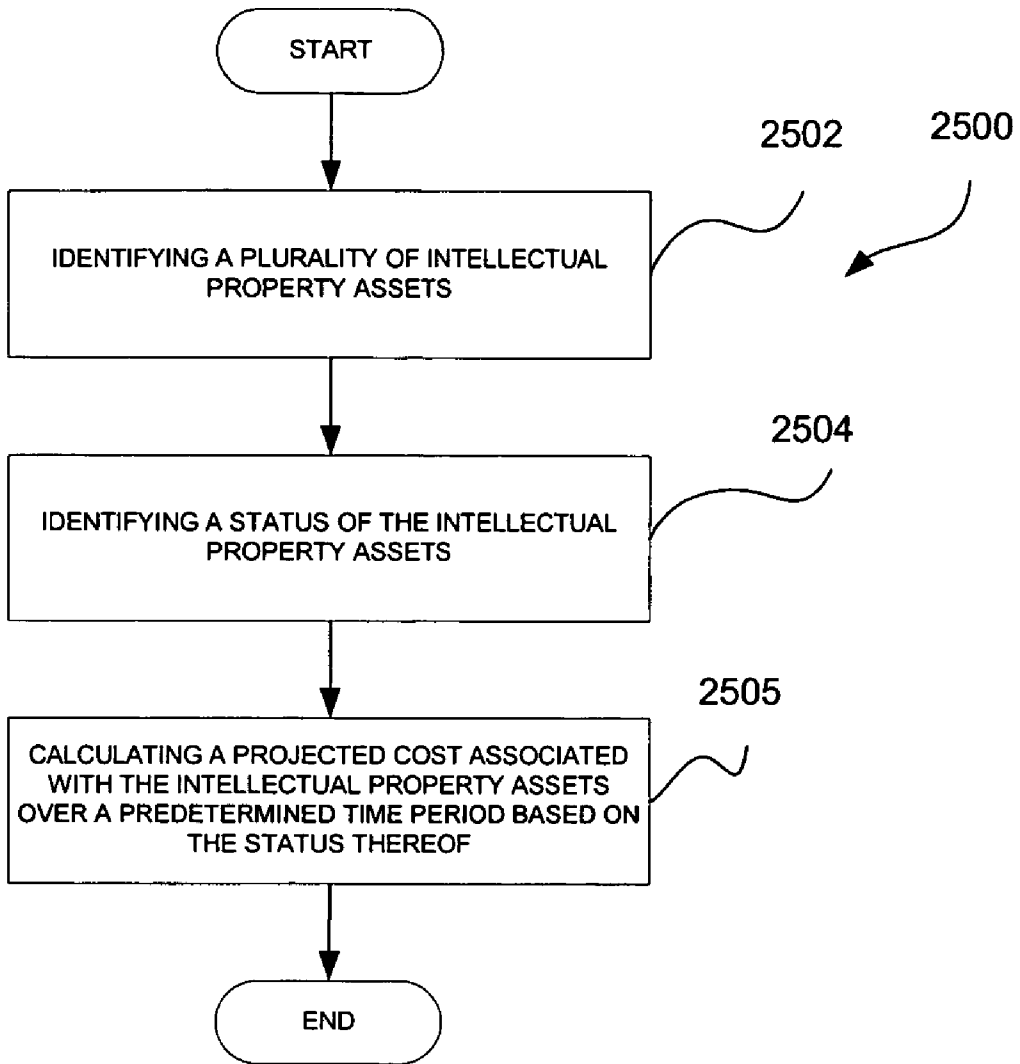 START
2502
2500
IDENTIFYING A PLURALITY OF INTELLECTUAL
PROPERTY ASSETS
2504
IDENTIFYING A STATUS OF THE INTELLECTUAL
PROPERTY ASSETS
2505
CALCULATING A PROJECTED COST ASSOCIATED
WITH THE INTELLECTUAL PROPERTY ASSETS
OVER A PREDETERMINED TIME PERIOD BASED ON
THE STATUS THEREOF
END